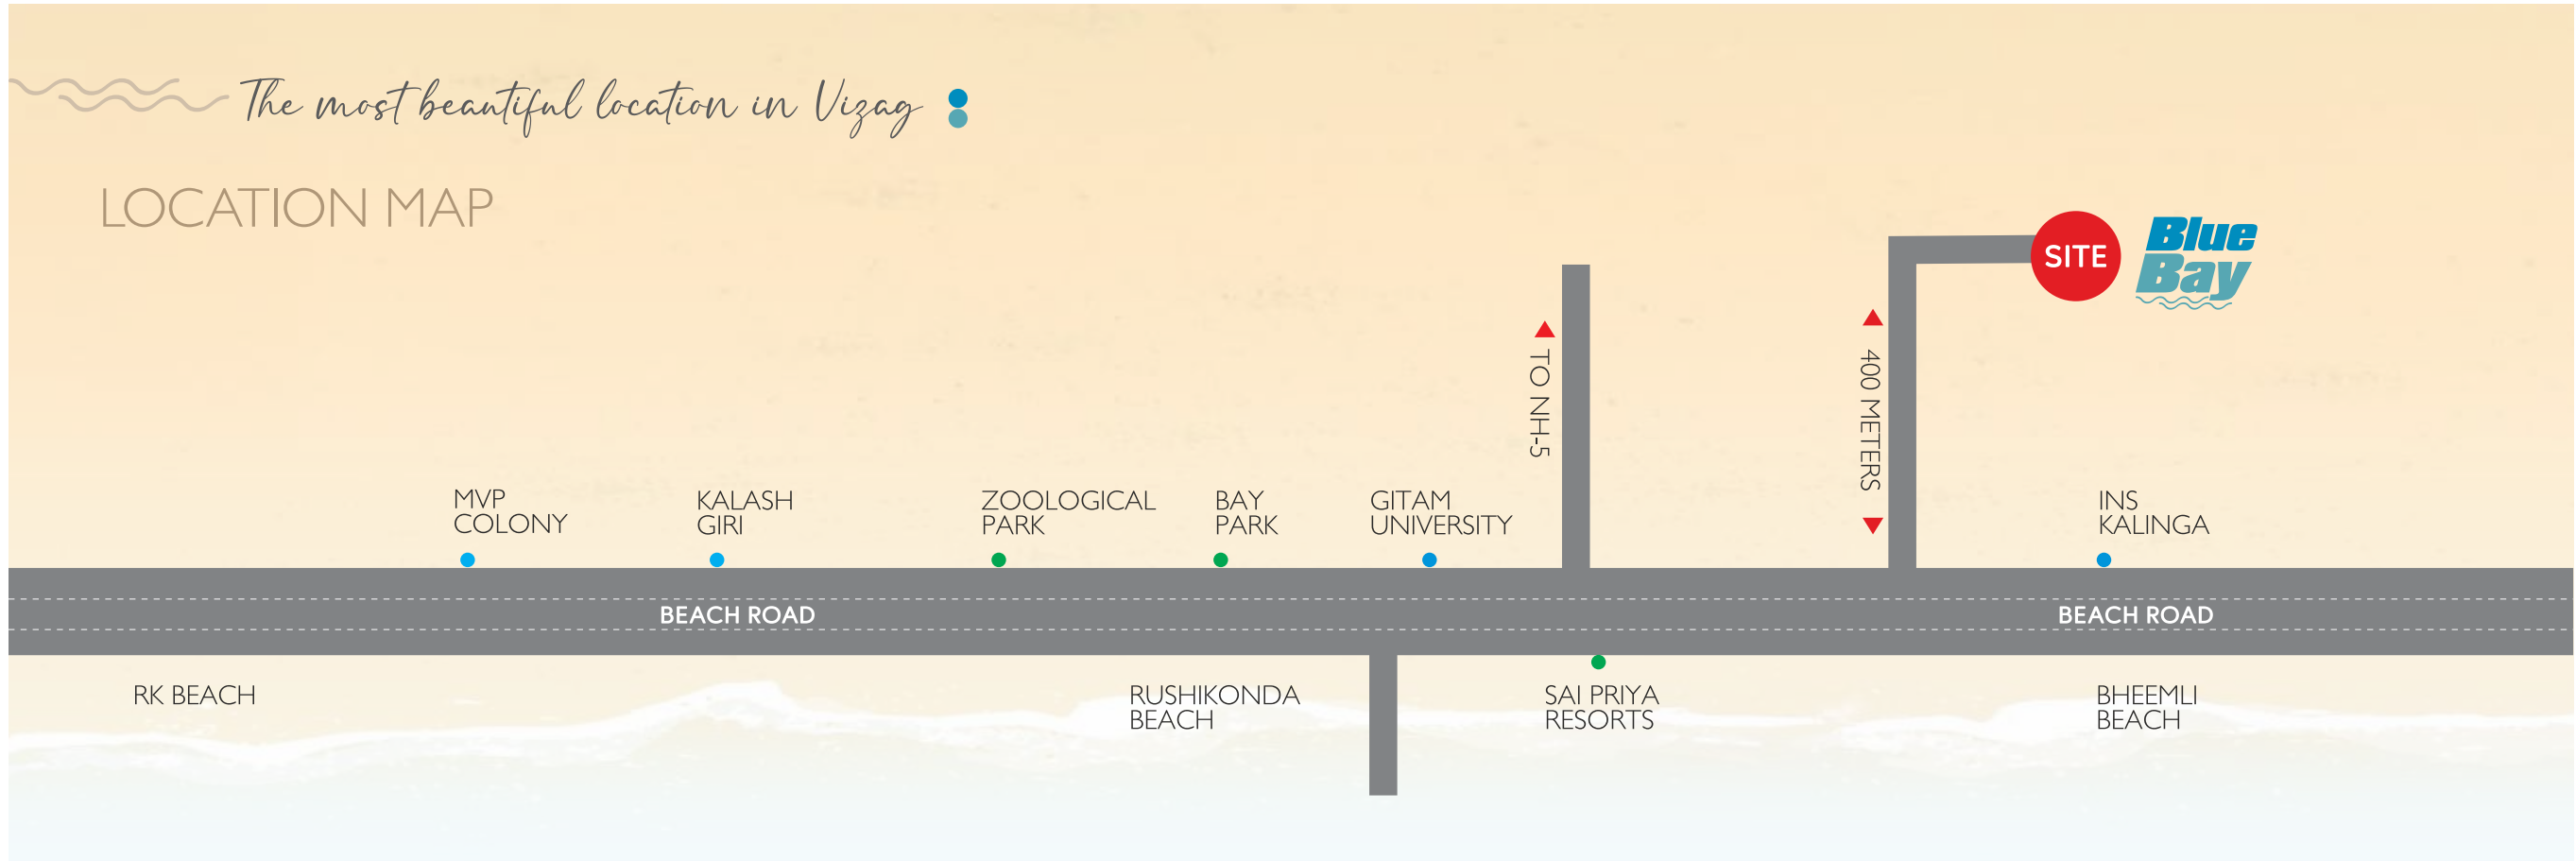 The most beautiful location in Vizag
LOCATION MAP
SITE
Blue
Bay
TO NH-5
400 METERS
MVP
COLONY
KALASH
GIRI
ZOOLOGICAL
PARK
BAY
PARK
GITAM
UNIVERSITY
INS
KALINGA
BEACH ROAD
BEACH ROAD
RK BEACH
RUSHIKONDA
BEACH
SAI PRIYA
RESORTS
BHEEMLI
BEACH